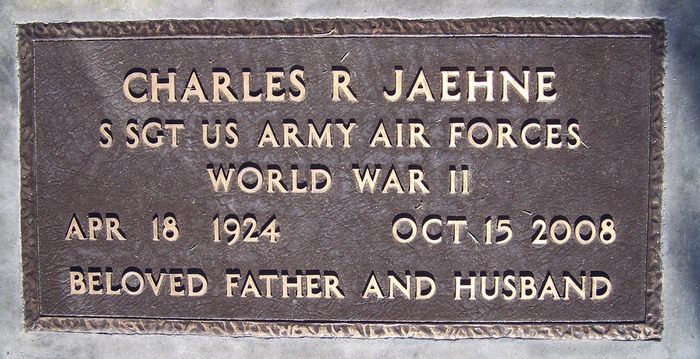 CHARLES R JAEHNE
S SGT US ARMY AIR FORCES
WORLD WAR II
APR 18 1924 OCT 15 2008
BELOVED FATHER AND HUSBAND